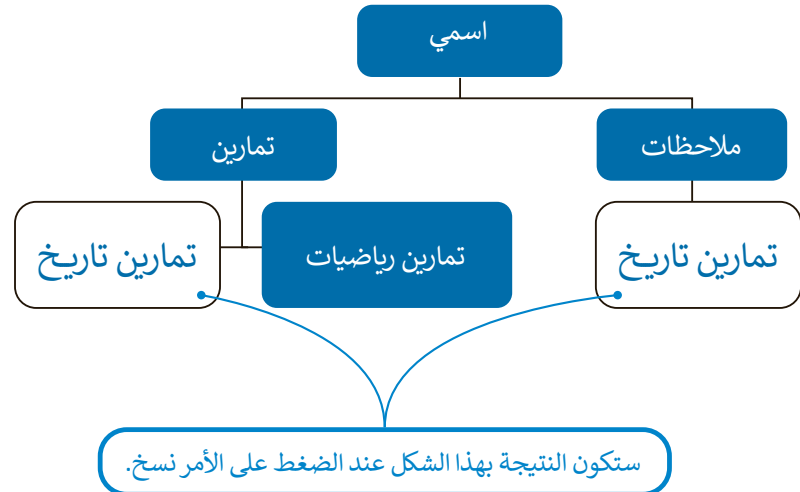 اسمي
ملاحظات
تمارين
تمارين تاريخ
تمارين رياضيات
تمارين تاريخ
ستكون النتيجة بهذا الشكل عند الضغط على الأمر نسخ.